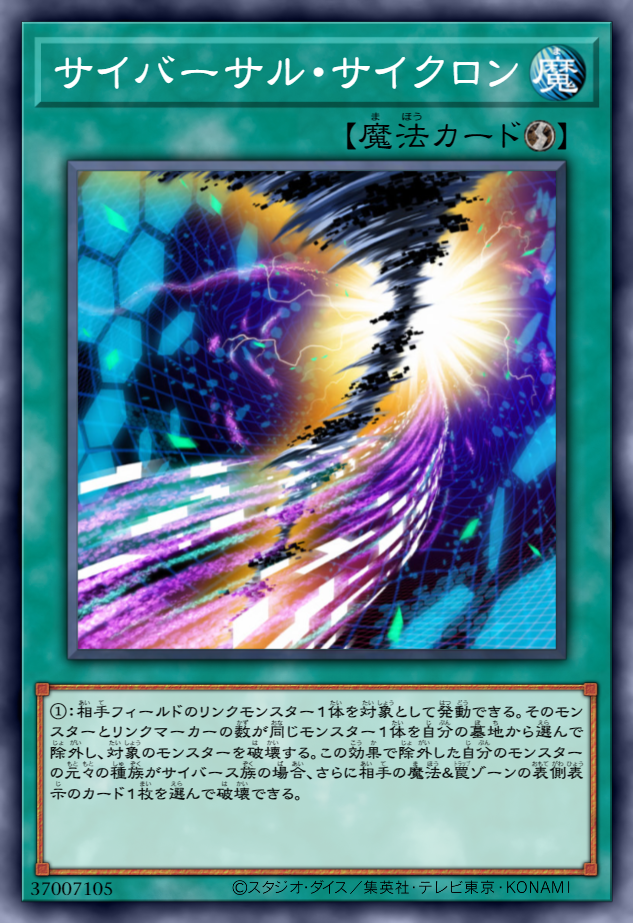 サイバーサル・サイクロン
魔
【魔法カード】
①:相手フィールドのリンクモンスター1体を対象として発動できる。そのモン
スターとリンクマーカーの数が同じモンスター1体を自分の墓地から選んで
除外し、対象のモンスターを破壊する。この効果で除外した自分のモンスター
の元々の種族がサイバース族の場合、さらに相手の魔法&罠ゾーンの表側表
示のカード1枚を選んで破壊できる。
37007105
©スタジオ・ダイス/集英社・テレビ東京・KONAMI